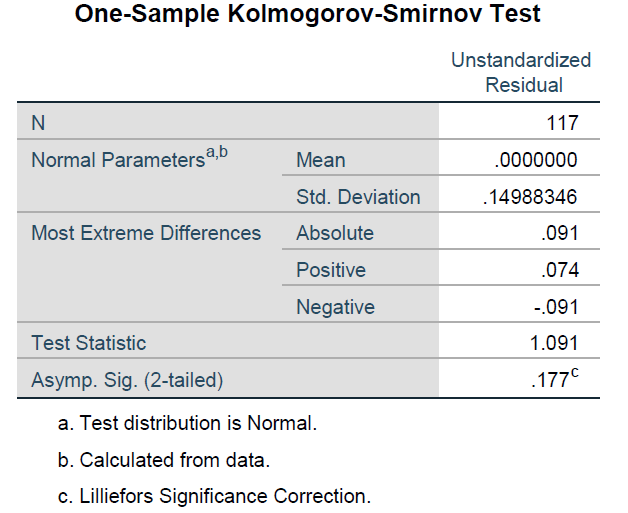 One-Sample Kolmogorov-Smirnov Test
Unstandardized
Residual
N 117
Normal Parametersa,b Mean .0000000
Std. Deviation .14988346
Most Extreme Differences Absolute .091
Positive .074
Negative -.091
Test Statistic 1.091
Asymp. Sig. (2-tailed) .177c
a. Test distribution is Normal.
b. Calculated from data.
c. Lilliefors Significance Correction.